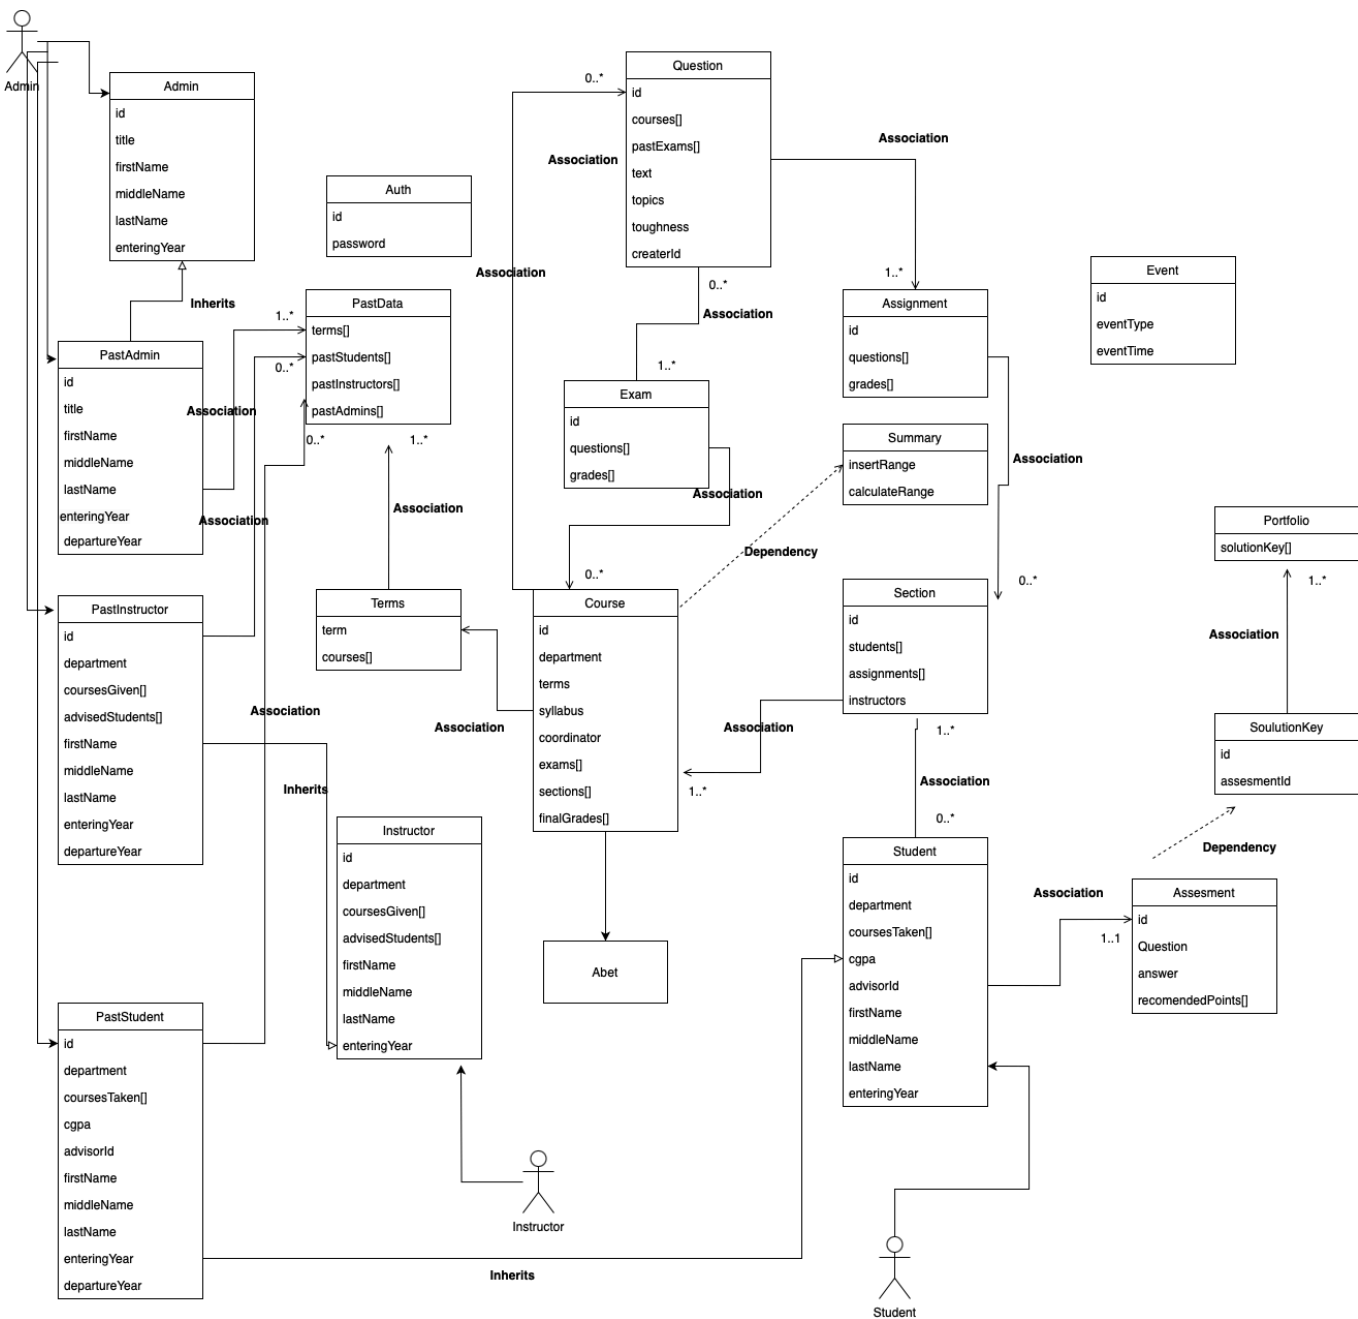 Admin
Admin
id
title
firstName
middleName
lastName
enteringYear
Inherits
PastAdmin
id
title
firstName
middleName
lastName
enteringYear
departureYear
Auth
id
password
PastData
terms[]
pastStudents[]
pastInstructors[]
pastAdmins[]
1..*
0..*
0..*
1..*
Association
Association
Association
Association
Question
id
courses[]
pastExams[]
text
topics
toughness
createrId
0..*
Association
Association
0..*
Association
1..*
Association
1..*
Exam
id
questions[]
grades[]
Association
0..*
Assignment
id
questions[]
grades[]
Association
0..*
Summary
insertRange
calculateRange
Dependency
Event
id
eventType
eventTime
Portfolio
solutionKey[]
1..*
Association
SoulutionKey
id
assesmentId
Dependency
PastInstructor
id
department
coursesGiven[]
advisedStudents[]
firstName
middleName
lastName
enteringYear
departureYear
Inherits
Terms
term
courses[]
Association
Course
id
department
terms
syllabus
coordinator
exams[]
sections[]
finalGrades[]
Section
id
students[]
assignments[]
instructors
Association
1..*
1..*
Association
0..*
Instructor
id
department
coursesGiven[]
advisedStudents[]
firstName
middleName
lastName
enteringYear
Abet
Student
id
department
coursesTaken[]
cgpa
advisorId
firstName
middleName
lastName
enteringYear
Association
1..1
Assesment
id
Question
answer
recomendedPoints[]
PastStudent
id
department
coursesTaken[]
cgpa
advisorId
firstName
middleName
lastName
enteringYear
departureYear
Inherits
Instructor
Student